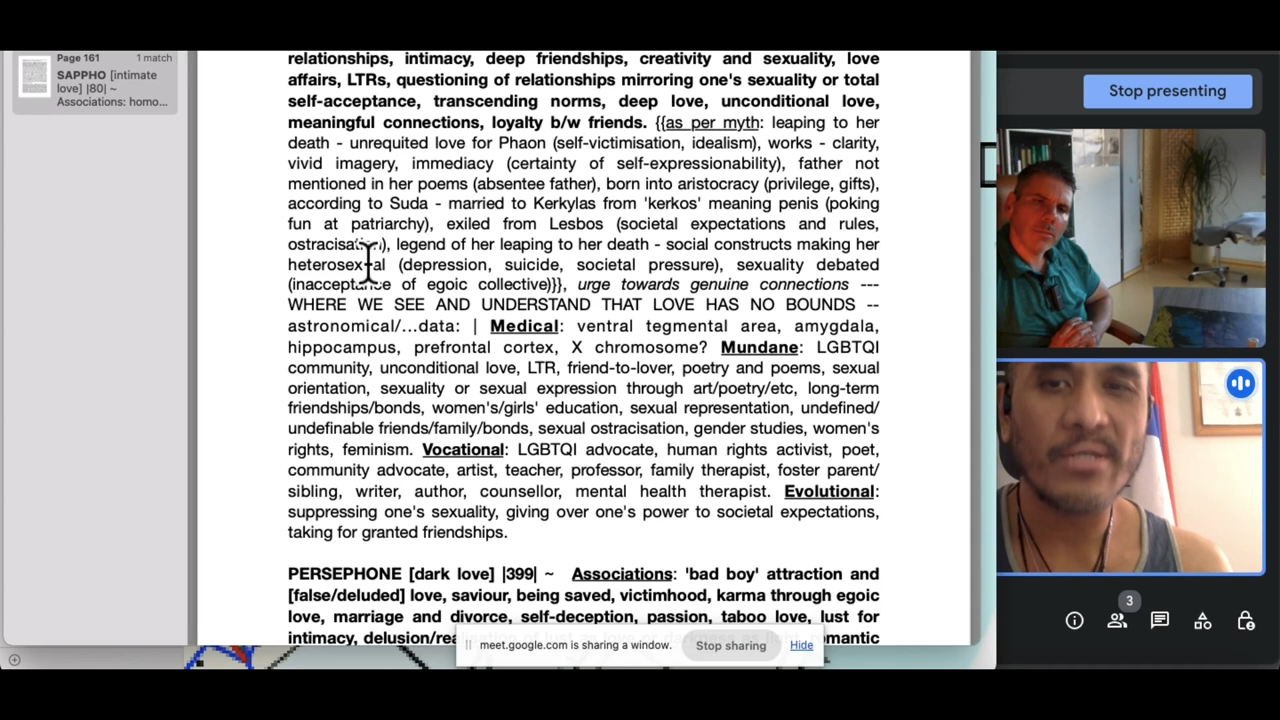 Page 161 1 match
SAPPHO [intimate
love] |80| ~
Associations: homo...
relationships, intimacy, deep friendships, creativity and sexuality, love
affairs, LTRs, questioning of relationships mirroring one's sexuality or total
self-acceptance, transcending norms, deep love, unconditional love,
meaningful connections, loyalty b/w friends. {{as per myth: leaping to her
death - unrequited love for Phaon (self-victimisation, idealism), works - clarity,
vivid imagery, immediacy (certainty of self-expressionability), father not
mentioned in her poems (absentee father), born into aristocracy (privilege, gifts),
according to Suda - married to Kerkylas from 'kerkos' meaning penis (poking
fun at patriarchy), exiled from Lesbos (societal expectations and rules,
ostracisation), legend of her leaping to her death - social constructs making her
heterosexual (depression, suicide, societal pressure), sexuality debated
(inacceptance of egoic collective)}}, urge towards genuine connections ---
WHERE WE SEE AND UNDERSTAND THAT LOVE HAS NO BOUNDS --
astronomical/...data: | Medical: ventral tegmental area, amygdala,
hippocampus, prefrontal cortex, X chromosome? Mundane: LGBTQI
community, unconditional love, LTR, friend-to-lover, poetry and poems, sexual
orientation, sexuality or sexual expression through art/poetry/etc, long-term
friendships/bonds, women's/girls' education, sexual representation, undefined/
undefinable friends/family/bonds, sexual ostracisation, gender studies, women's
rights, feminism. Vocational: LGBTQI advocate, human rights activist, poet,
community advocate, artist, teacher, professor, family therapist, foster parent/
sibling, writer, author, counsellor, mental health therapist. Evolutional:
suppressing one's sexuality, giving over one's power to societal expectations,
taking for granted friendships.
PERSEPHONE [dark love] |399| ~ Associations: 'bad boy' attraction and
[false/deluded] love, saviour, being saved, victimhood, karma through egoic
love, marriage and divorce, self-deception, passion, taboo love, lust for
intimacy,
meet.google.com is sharing a window. Stop sharing Hide
Stop presenting
3